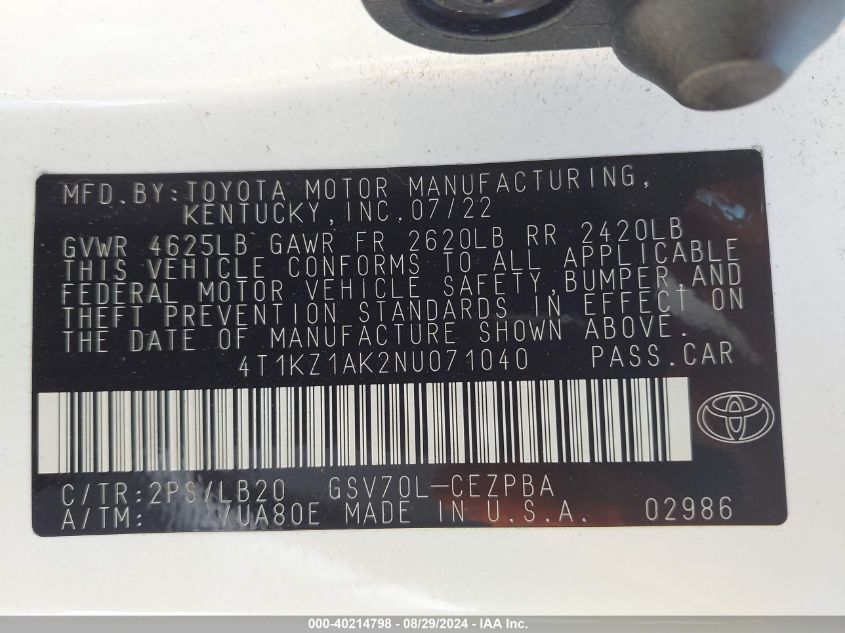 MFD.BY:TOYOTA MOTOR MANUFACTURING,
KENTUCKY,INC.07/22
GVWR 4625LB GAWR FR 2620LB RR 2420LB
THIS VEHICLE CONFORMS TO ALL APPLICABLE
FEDERAL MOTOR VEHICLE SAFETY,BUMPER,AND
THEFT PREVENTION STANDARDS IN EFFECT ON
THE DATE OF MANUFACTURE SHOWN ABOVE.
4T1KZ1AK2NU071040 PASS.CAR
C/TR:2PS/LB20 GSV70L-CEZPBA
A/TM: -/UA80E MADE IN U.S.A. 02986
000-40214798 - 08/29/2024 - IAA Inc.